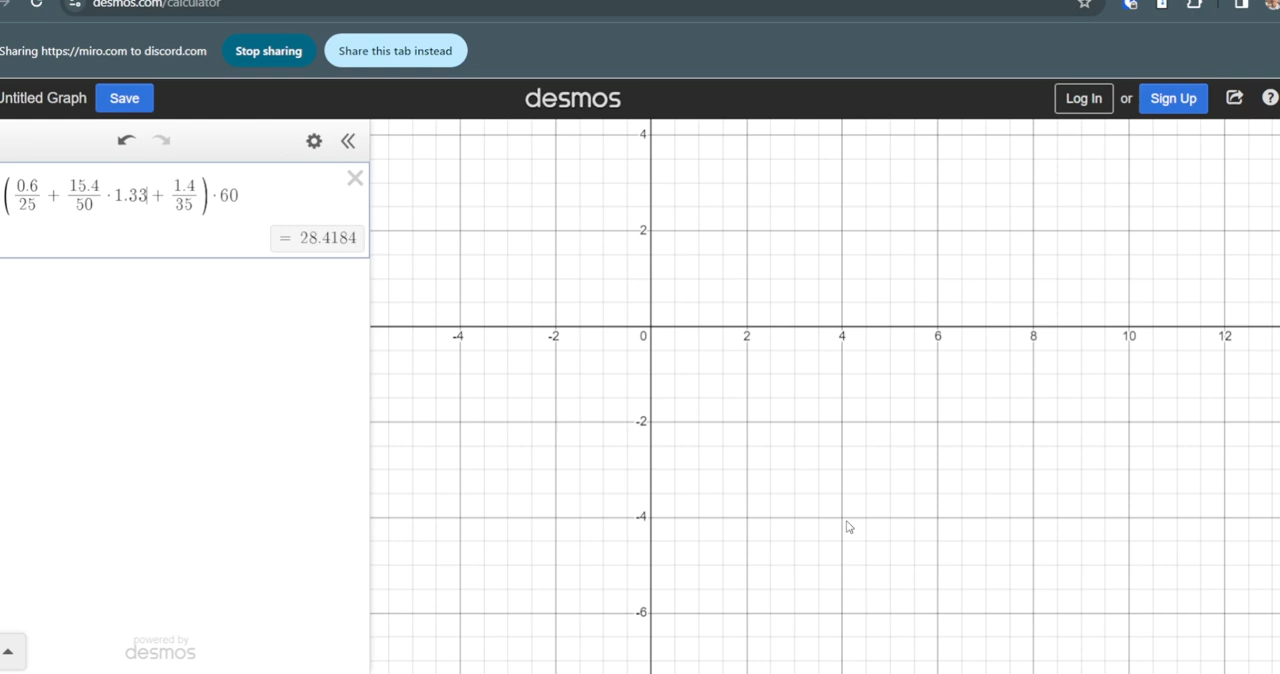 desmos.com/calculator
Sharing https://miro.com to discord.com Stop sharing Share this tab instead
Untitled Graph Save desmos Log In or Sign Up
(0.6/25 + 15.4/50 · 1.33 + 1.4/35) · 60
= 28.4184
4
2
-4 -2 0 2 4 6 8 10 12
-2
-4
-6
powered by
desmos